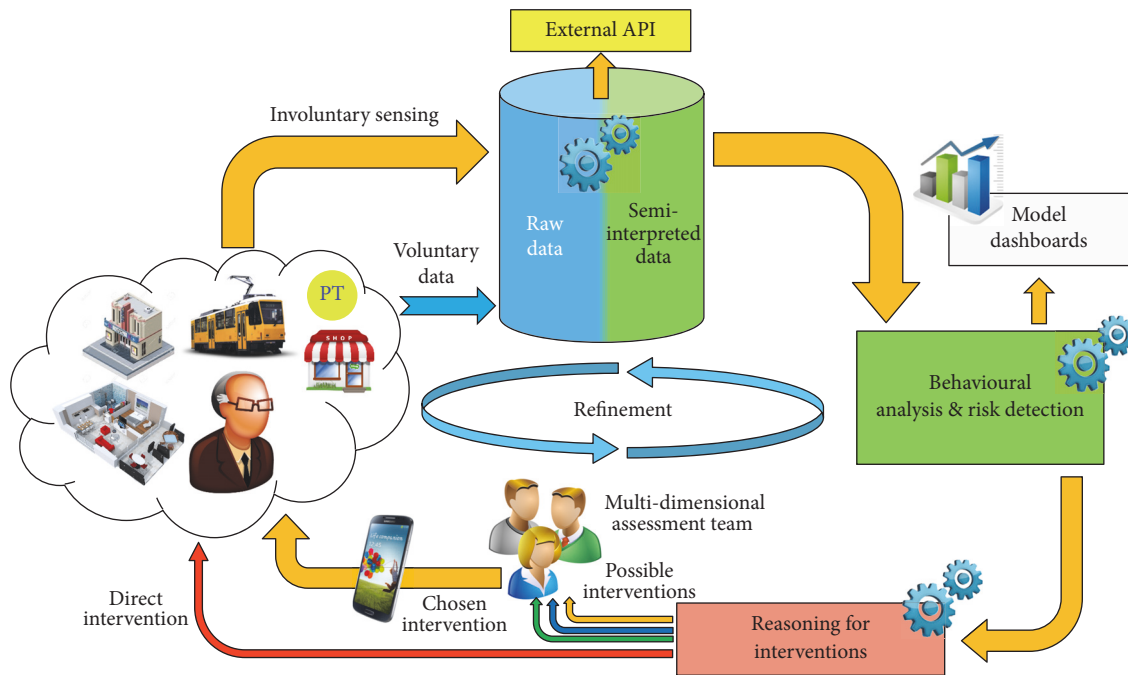 External API
Involuntary sensing
Raw
data
Semi-
interpreted
data
Model
dashboards
Voluntary
data
PT
SHOP
Behavioural
analysis & risk detection
Refinement
Multi-dimensional
assessment team
Possible
interventions
Chosen
intervention
Direct
intervention
Reasoning for
interventions